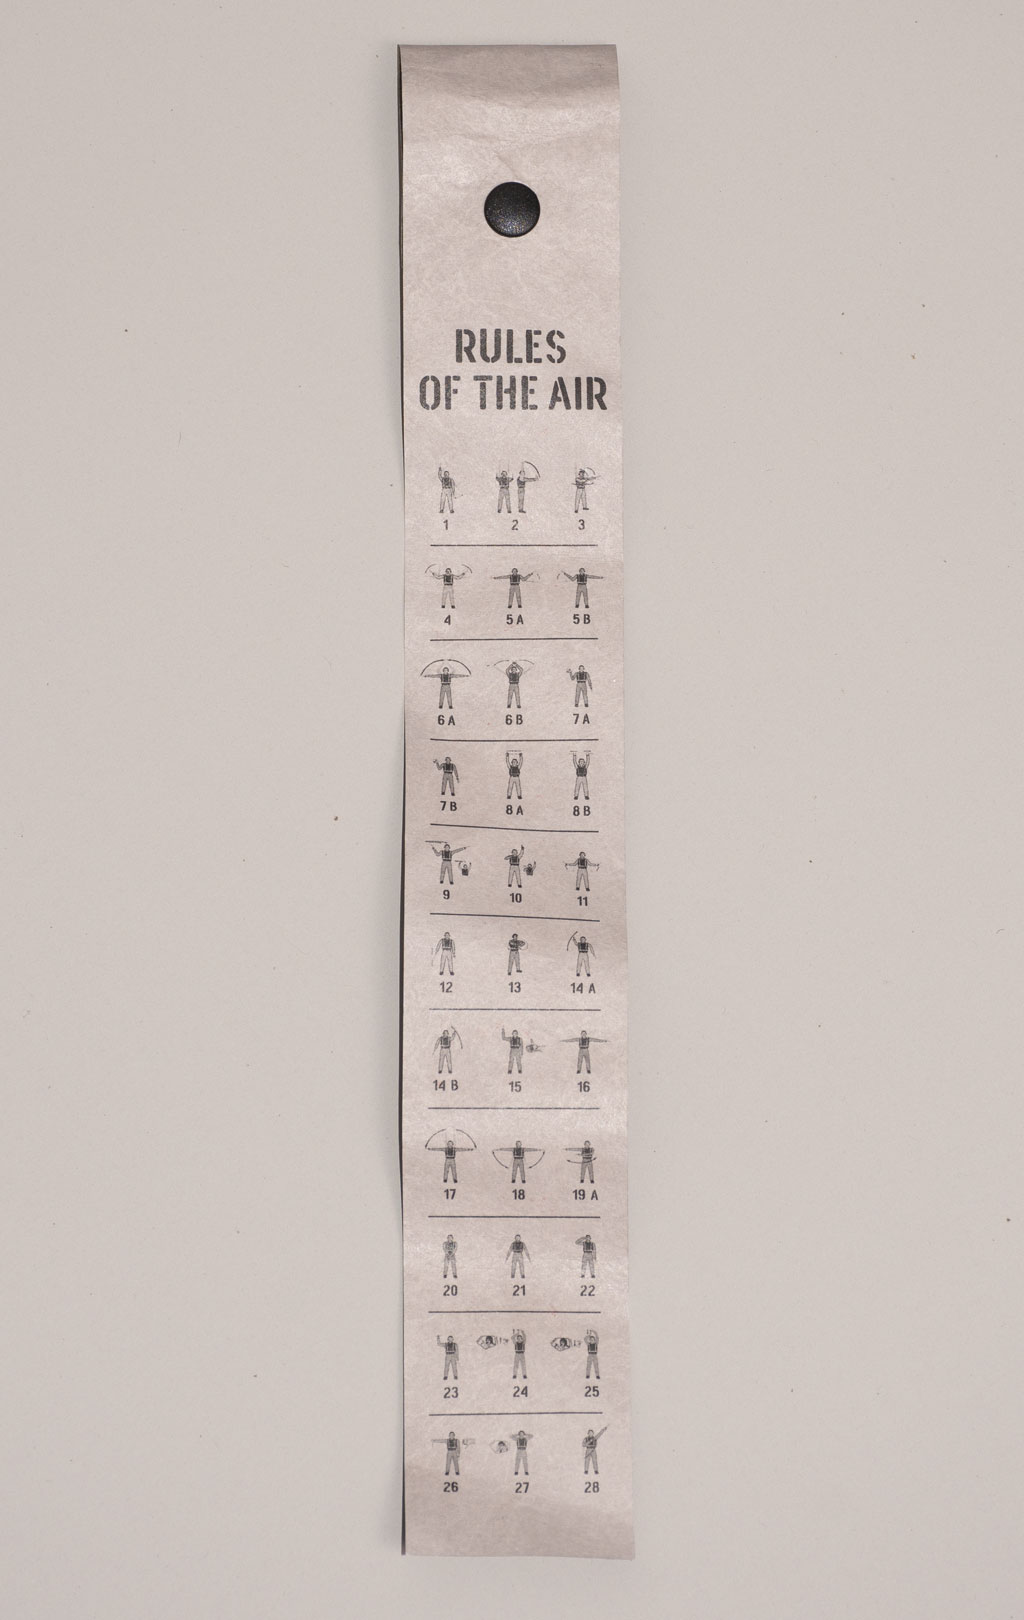 RULES
OF THE AIR
1 2 3
4 5 A 5 B
6 A 6 B 7 A
7 B 8 A 8 B
9 10 11
12 13 14 A
14 B 15 16
17 18 19 A
20 21 22
23 24 25
26 27 28